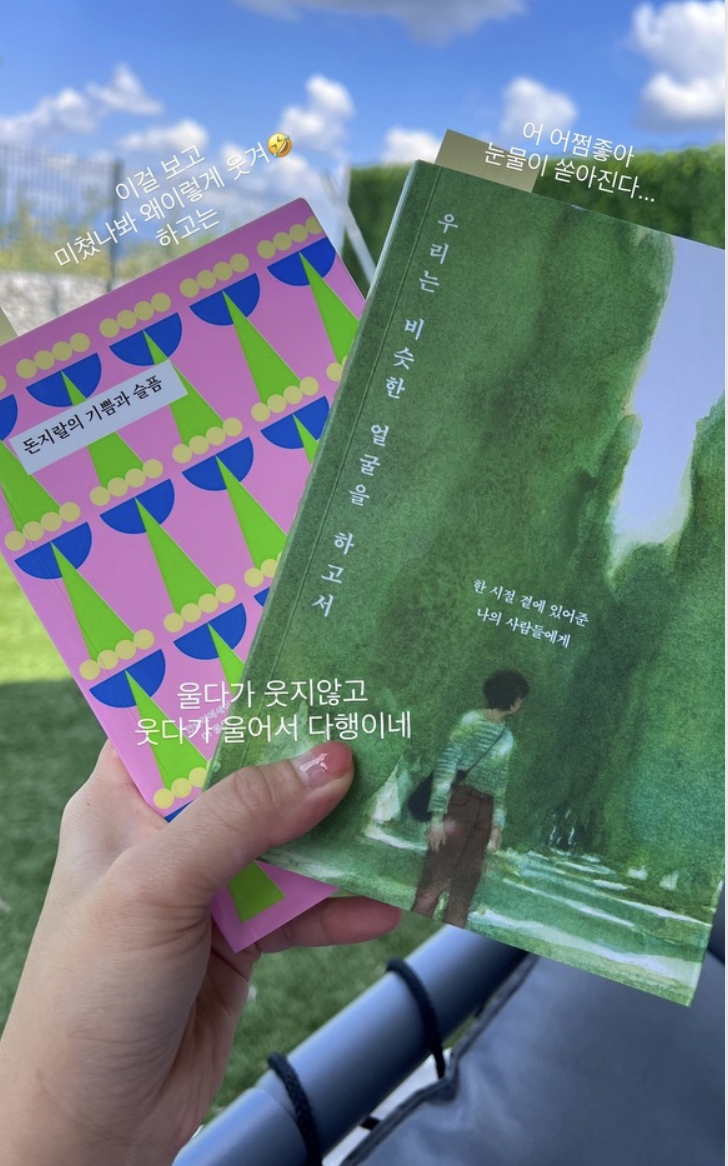 이걸 보고
미쳤나봐 왜이렇게 웃겨🤣
하고는
어 어쩜좋아
눈물이 쏟아진다...
돈지랄의 기쁨과 슬픔
우리는 비슷한 얼굴을 하고서
한 시절 곁에 있어준
나의 사람들에게
울다가 웃지않고
웃다가 울어서 다행이네